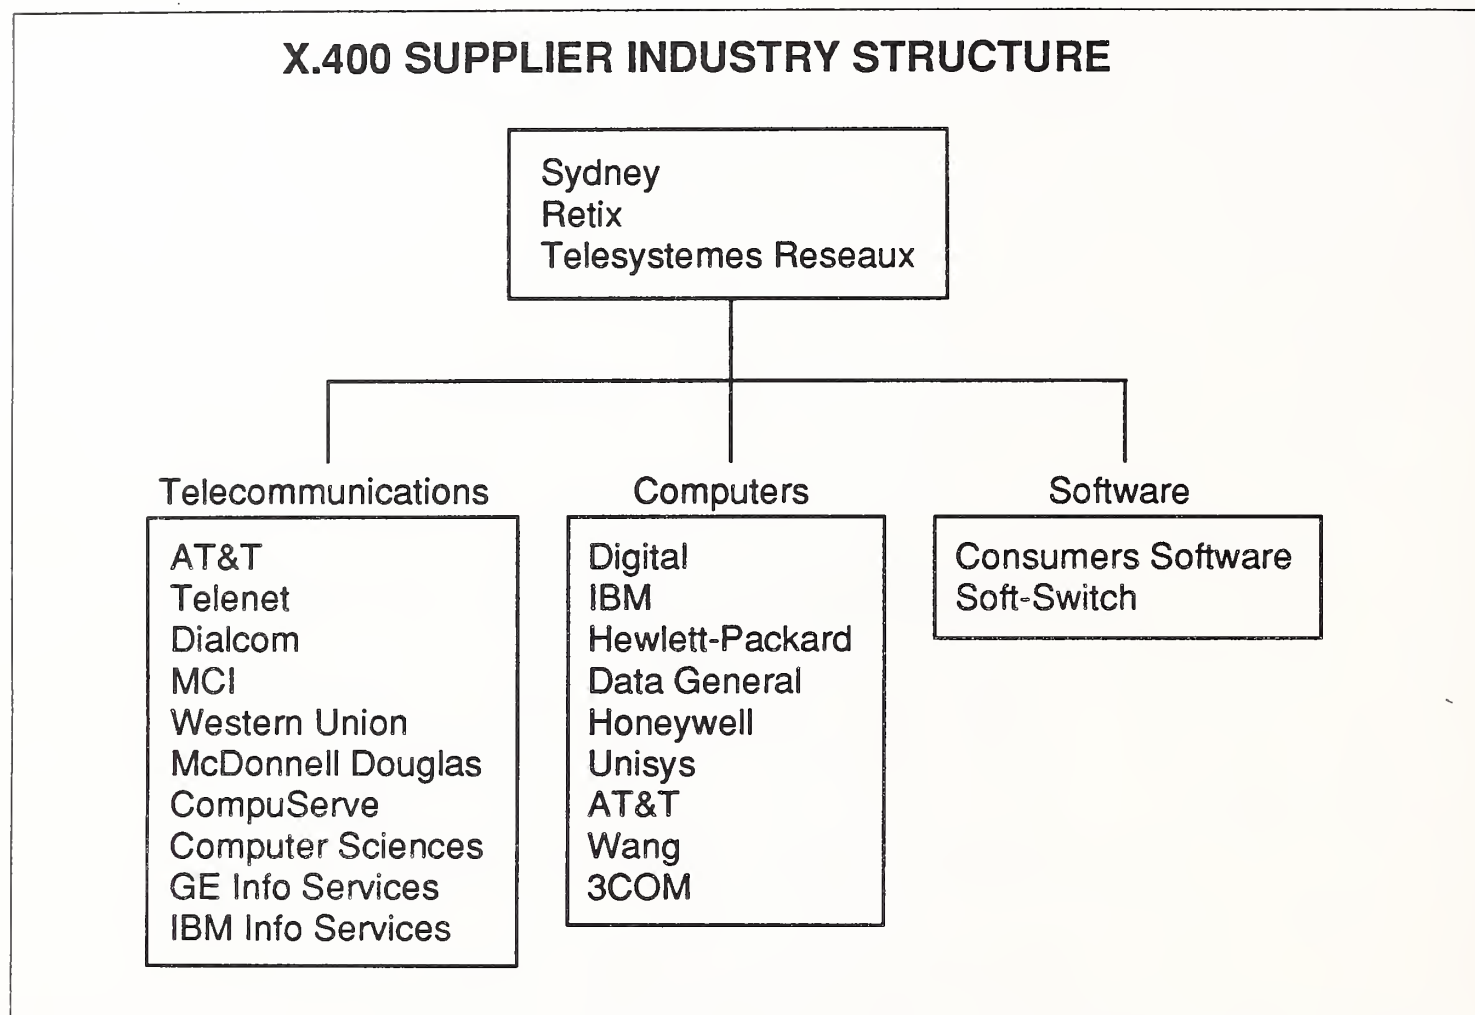 X.400 SUPPLIER INDUSTRY STRUCTURE
Sydney
Retix
Telesystemes Reseaux
Telecommunications
AT&T
Telenet
Dialcom
MCI
Western Union
McDonnell Douglas
CompuServe
Computer Sciences
GE Info Services
IBM Info Services
Computers
Digital
IBM
Hewlett-Packard
Data General
Honeywell
Unisys
AT&T
Wang
3COM
Software
Consumers Software
Soft-Switch